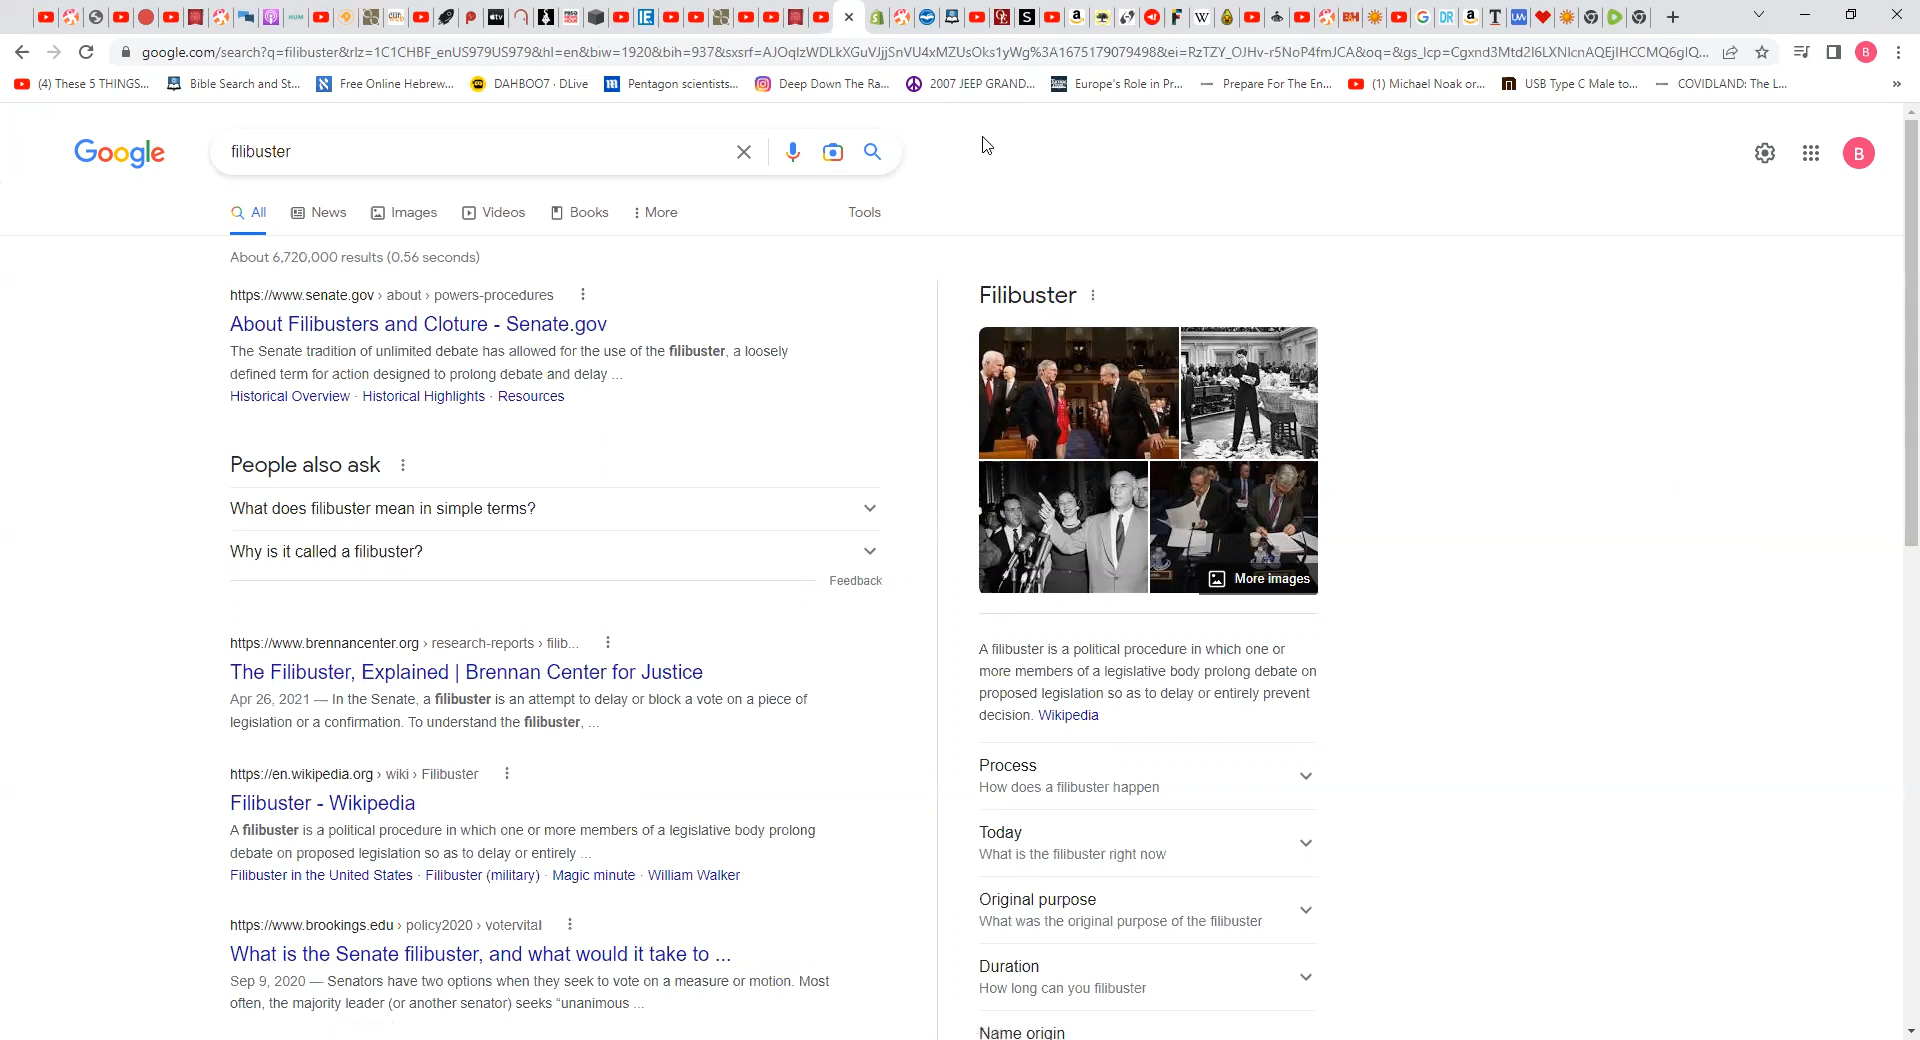 google.com/search?q=filibuster&rlz=1C1CHBF_enUS979US979&hl=en&biw=1920&bih=937&sxsrf=AJOqlzWDLkXGuVJjjSnVU4xMZUsOks1yWg%3A1675179079498&ei=RzTZY_OJHv-r5NoP4fmJCA&oq=&gs_lcp=Cgxnd3Mtd2l6LXNlcnAQEjIHCCMQ6gIQ...
B
(4) These 5 THINGS...
Bible Search and St...
Free Online Hebrew...
DAHBOO7 · DLive
Pentagon scientists...
Deep Down The Ra...
2007 JEEP GRAND...
Europe's Role in Pr...
Prepare For The En...
(1) Michael Noak or...
USB Type C Male to...
COVIDLAND: The L...
»
Google
filibuster
B
All
News
Images
Videos
Books
More
Tools
About 6,720,000 results (0.56 seconds)
https://www.senate.gov › about › powers-procedures
About Filibusters and Cloture - Senate.gov
The Senate tradition of unlimited debate has allowed for the use of the filibuster, a loosely
defined term for action designed to prolong debate and delay ...
Historical Overview · Historical Highlights · Resources
People also ask
What does filibuster mean in simple terms?
Why is it called a filibuster?
Feedback
https://www.brennancenter.org › research-reports › filib...
The Filibuster, Explained | Brennan Center for Justice
Apr 26, 2021 — In the Senate, a filibuster is an attempt to delay or block a vote on a piece of
legislation or a confirmation. To understand the filibuster, ...
https://en.wikipedia.org › wiki › Filibuster
Filibuster - Wikipedia
A filibuster is a political procedure in which one or more members of a legislative body prolong
debate on proposed legislation so as to delay or entirely ...
Filibuster in the United States · Filibuster (military) · Magic minute · William Walker
https://www.brookings.edu › policy2020 › votervital
What is the Senate filibuster, and what would it take to ...
Sep 9, 2020 — Senators have two options when they seek to vote on a measure or motion. Most
often, the majority leader (or another senator) seeks “unanimous ...
Filibuster
More images
A filibuster is a political procedure in which one or
more members of a legislative body prolong debate on
proposed legislation so as to delay or entirely prevent
decision. Wikipedia
Process
How does a filibuster happen
Today
What is the filibuster right now
Original purpose
What was the original purpose of the filibuster
Duration
How long can you filibuster
Name origin